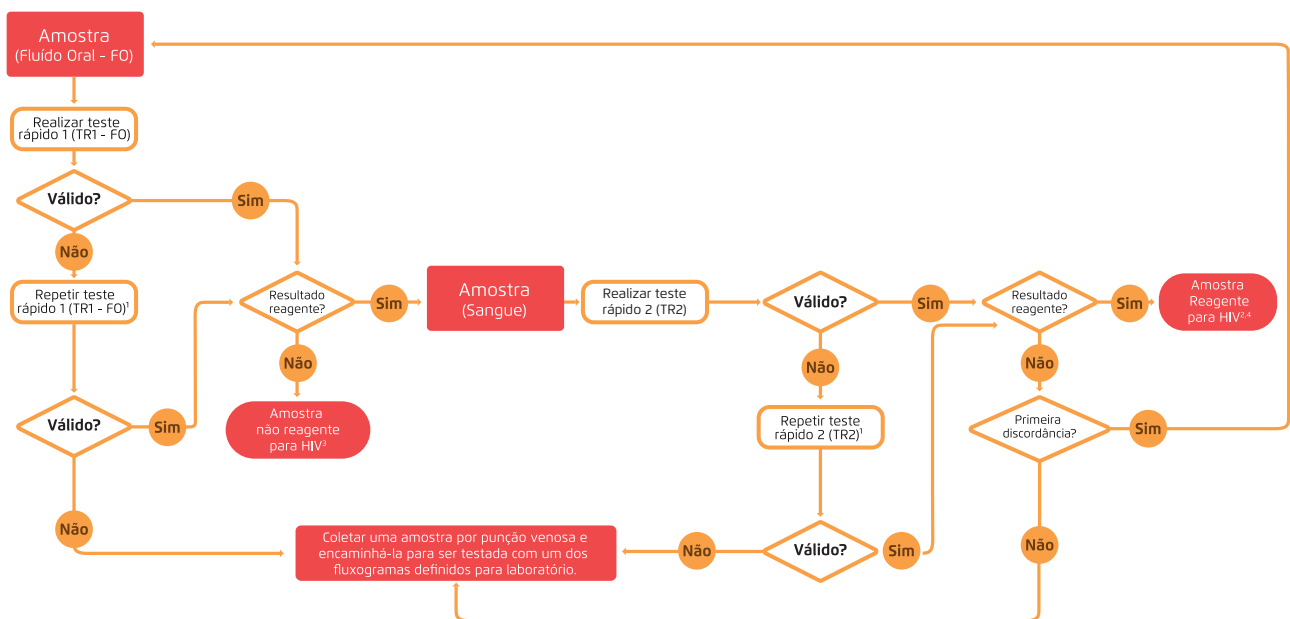 Amostra
(Fluído Oral - FO)
Realizar teste
rápido 1 (TR1 - FO)
Válido?
Sim
Não
Repetir teste
rápido 1 (TR1 - FO)¹
Válido?
Sim
Não
Resultado
reagente?
Sim
Não
Amostra
não reagente
para HIV³
Amostra
(Sangue)
Realizar teste
rápido 2 (TR2)
Válido?
Sim
Não
Repetir teste
rápido 2 (TR2)¹
Válido?
Sim
Não
Resultado
reagente?
Sim
Amostra
Reagente
para HIV²,⁴
Não
Primeira
discordância?
Sim
Não
Coletar uma amostra por punção venosa e
encaminhá-la para ser testada com um dos
fluxogramas definidos para laboratório.